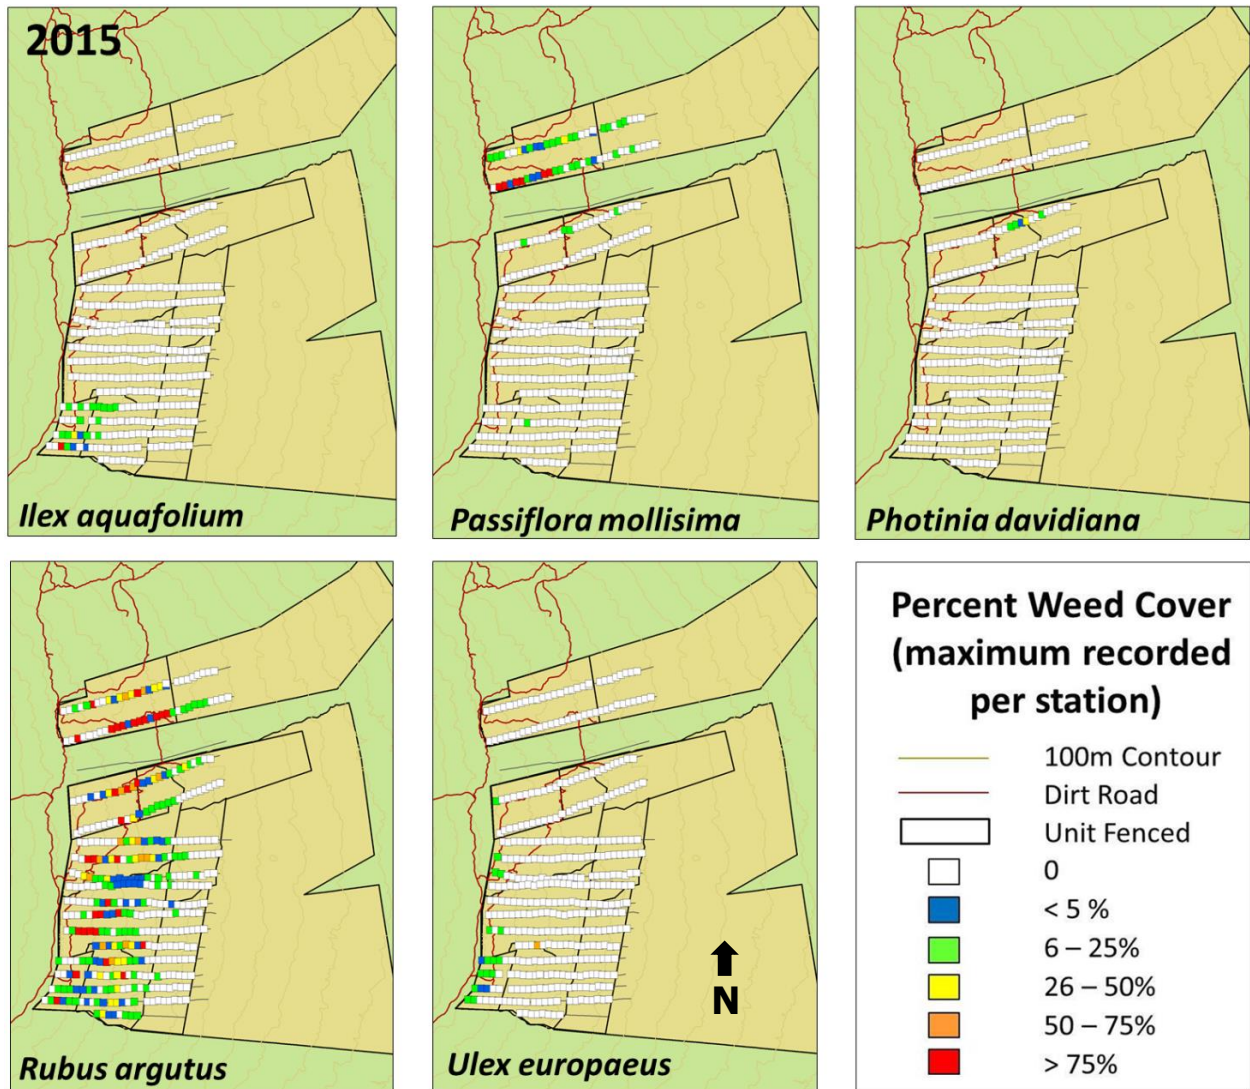 2015
Ilex aquafolium
Passiflora mollisima
Photinia davidiana
Rubus argutus
Ulex europaeus
N
Percent Weed Cover
(maximum recorded
per station)
100m Contour
Dirt Road
Unit Fenced
0
< 5 %
6 – 25%
26 – 50%
50 – 75%
> 75%